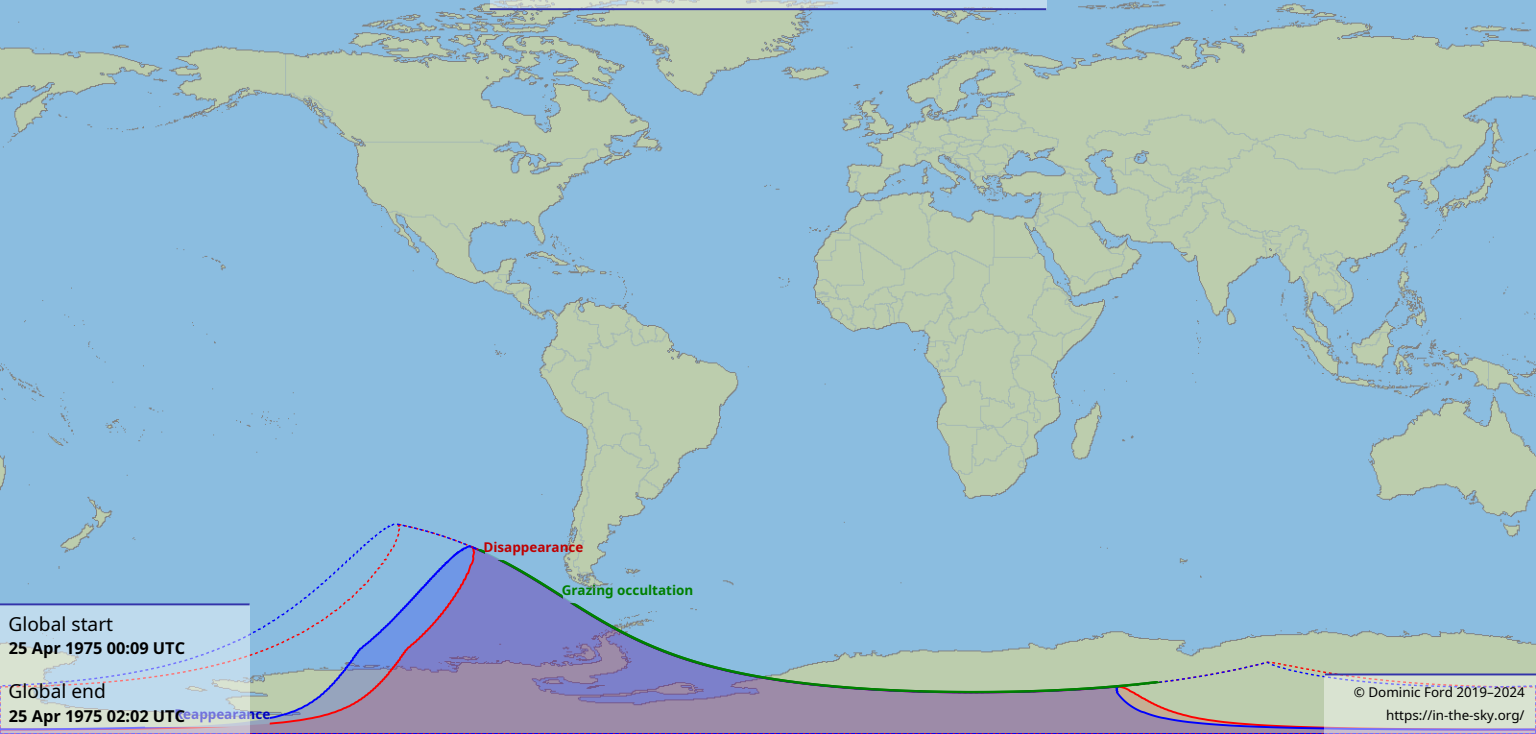 Disappearance
Grazing occultation
Global start
25 Apr 1975 00:09 UTC
Global end
25 Apr 1975 02:02 UTC
Reappearance
© Dominic Ford 2019–2024
https://in-the-sky.org/